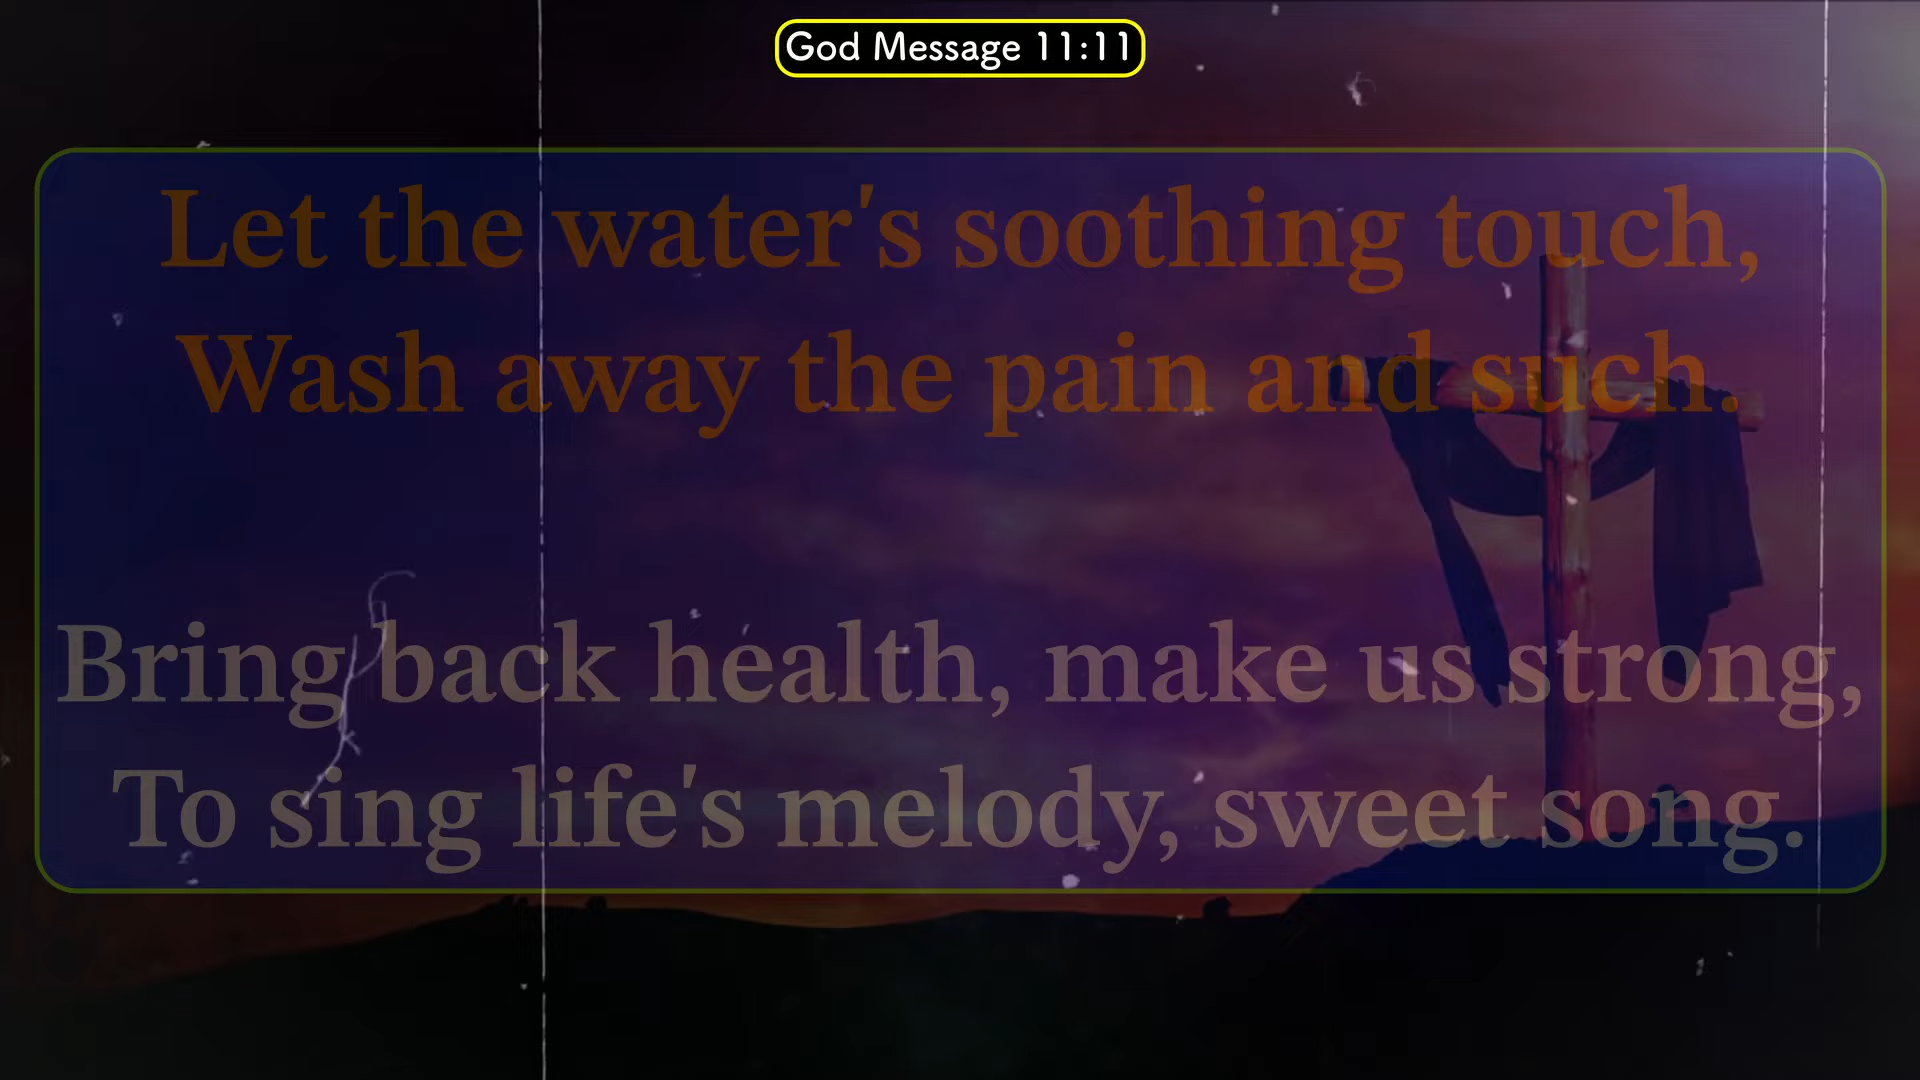 God Message 11:11
Let the water's soothing touch,
Wash away the pain and such.
Bring back health, make us strong,
To sing life's melody, sweet song.